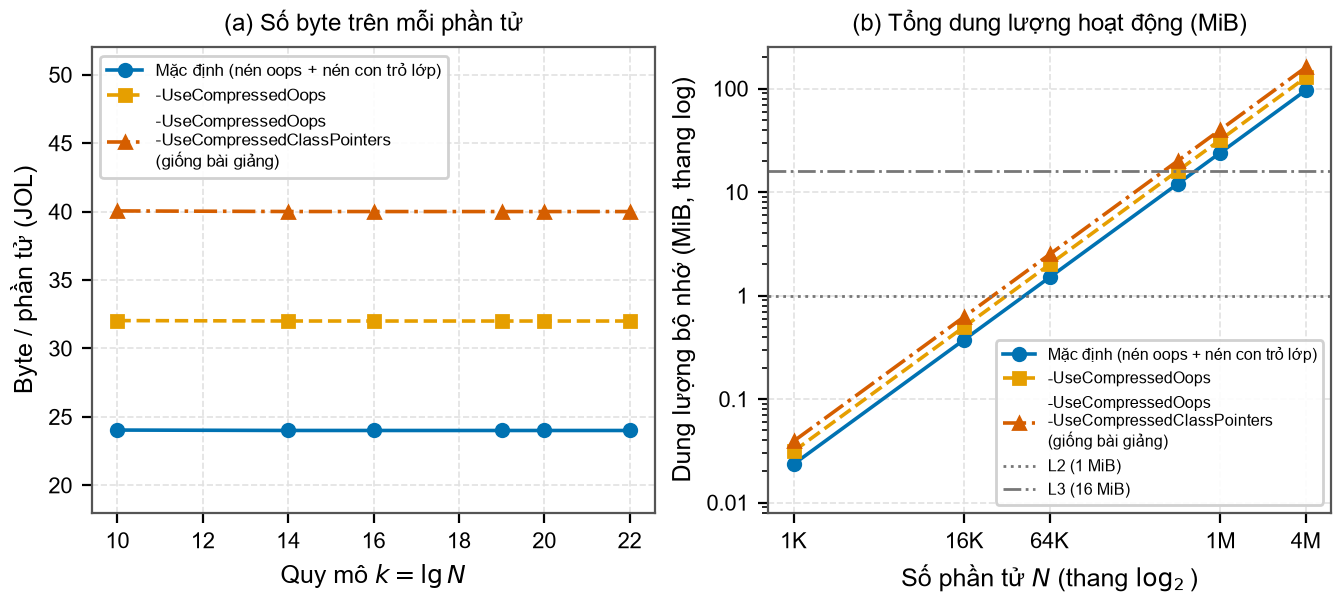 (a) Số byte trên mỗi phần tử
Byte / phần tử (JOL)
50
45
40
35
30
25
20
Mặc định (nén oops + nén con trỏ lớp)
-UseCompressedOops
-UseCompressedOops
-UseCompressedClassPointers
(giống bài giảng)
10
12
14
16
18
20
22
Quy mô k = lg N
(b) Tổng dung lượng hoạt động (MiB)
Dung lượng bộ nhớ (MiB, thang log)
100
10
1
0.1
0.01
Mặc định (nén oops + nén con trỏ lớp)
-UseCompressedOops
-UseCompressedOops
-UseCompressedClassPointers
(giống bài giảng)
L2 (1 MiB)
L3 (16 MiB)
1K
16K
64K
1M
4M
Số phần tử N (thang log₂ )